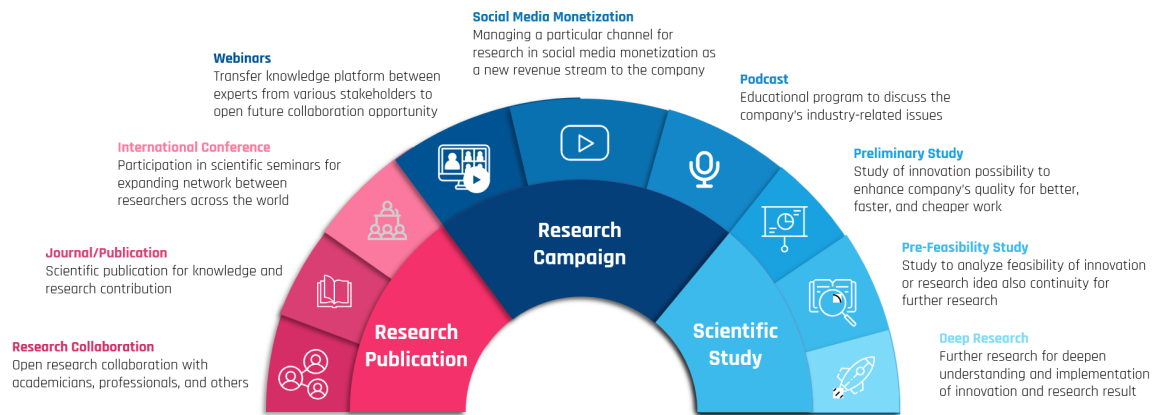 Social Media Monetization
Managing a particular channel for
research in social media monetization as
a new revenue stream to the company
Webinars
Transfer knowledge platform between
experts from various stakeholders to
open future collaboration opportunity
Podcast
Educational program to discuss the
company's industry-related issues
International Conference
Participation in scientific seminars for
expanding network between
researchers across the world
Preliminary Study
Study of innovation possibility to
enhance company's quality for better,
faster, and cheaper work
Journal/Publication
Scientific publication for knowledge and
research contribution
Pre-Feasibility Study
Study to analyze feasibility of innovation
or research idea also continuity for
further research
Research Collaboration
Open research collaboration with
academicians, professionals, and others
Deep Research
Further research for deepen
understanding and implementation
of innovation and research result
Research
Campaign
Research
Publication
Scientific
Study